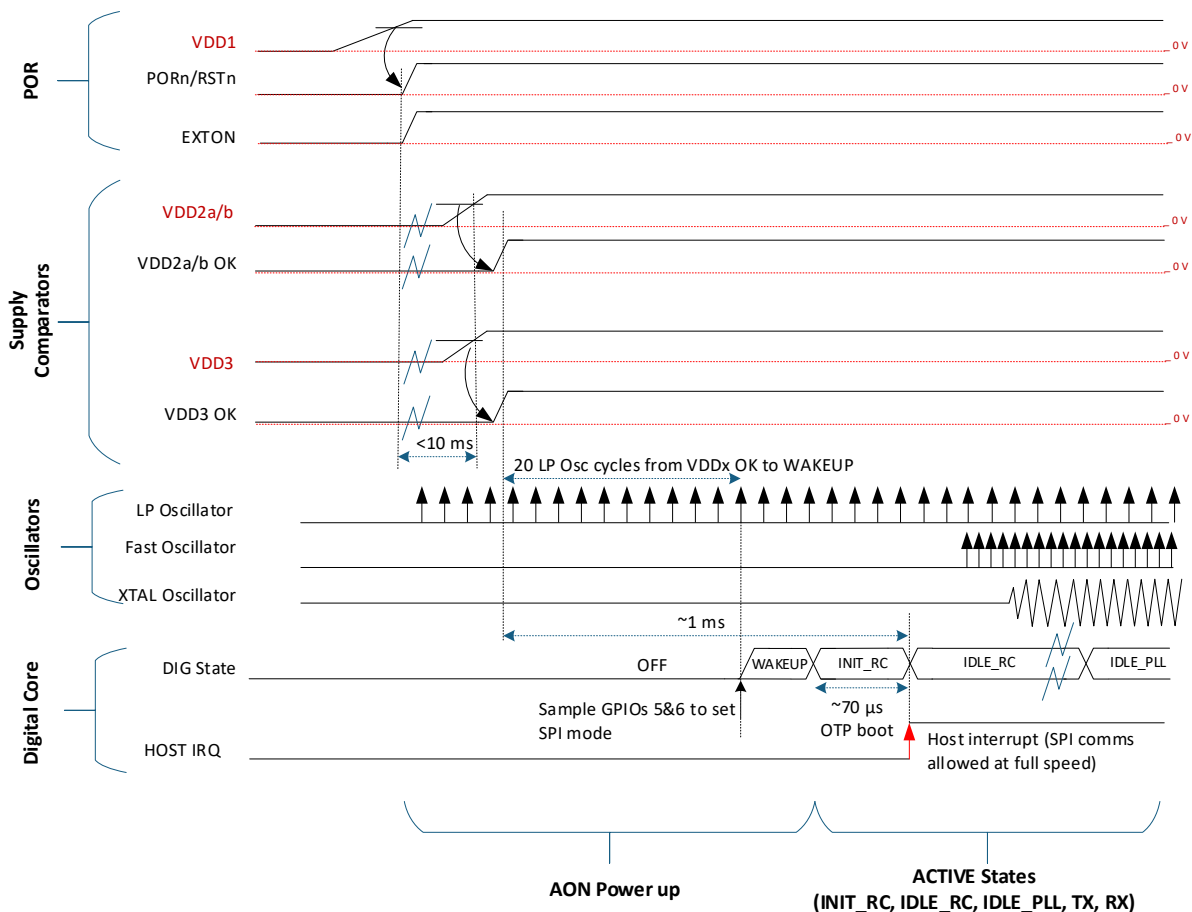 POR
VDD1
0 V
PORn/RSTn
0 V
EXTON
0 V
Supply
Comparators
VDD2a/b
0 V
VDD2a/b OK
0 V
VDD3
0 V
VDD3 OK
0 V
<10 ms
20 LP Osc cycles from VDDx OK to WAKEUP
Oscillators
LP Oscillator
Fast Oscillator
XTAL Oscillator
~1 ms
Digital Core
DIG State
OFF
WAKEUP
INIT_RC
IDLE_RC
IDLE_PLL
Sample GPIOs 5&6 to set
SPI mode
~70 µs
OTP boot
HOST IRQ
Host interrupt (SPI comms
allowed at full speed)
AON Power up
ACTIVE States
(INIT_RC, IDLE_RC, IDLE_PLL, TX, RX)